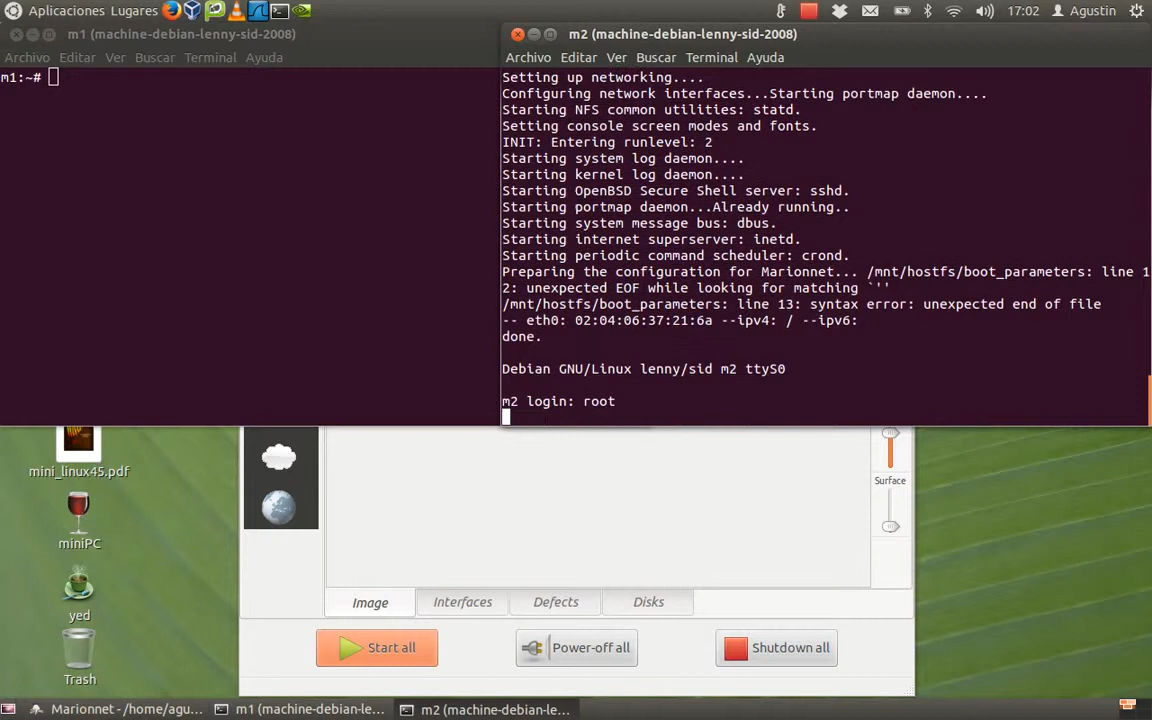 Aplicaciones Lugares
17:02 Agustin
m1 (machine-debian-lenny-sid-2008)
Archivo Editar Ver Buscar Terminal Ayuda
m1:~#
m2 (machine-debian-lenny-sid-2008)
Archivo Editar Ver Buscar Terminal Ayuda
Setting up networking....
Configuring network interfaces...Starting portmap daemon....
Starting NFS common utilities: statd.
Setting console screen modes and fonts.
INIT: Entering runlevel: 2
Starting system log daemon....
Starting kernel log daemon....
Starting OpenBSD Secure Shell server: sshd.
Starting portmap daemon...Already running..
Starting system message bus: dbus.
Starting internet superserver: inetd.
Starting periodic command scheduler: crond.
Preparing the configuration for Marionnet... /mnt/hostfs/boot_parameters: line 1
2: unexpected EOF while looking for matching `''
/mnt/hostfs/boot_parameters: line 13: syntax error: unexpected end of file
-- eth0: 02:04:06:37:21:6a --ipv4: / --ipv6:
done.
Debian GNU/Linux lenny/sid m2 ttyS0
m2 login: root
mini_linux45.pdf
miniPC
yed
Trash
Surface
Image Interfaces Defects Disks
Start all Power-off all Shutdown all
Marionnet - /home/agu... m1 (machine-debian-le... m2 (machine-debian-le...